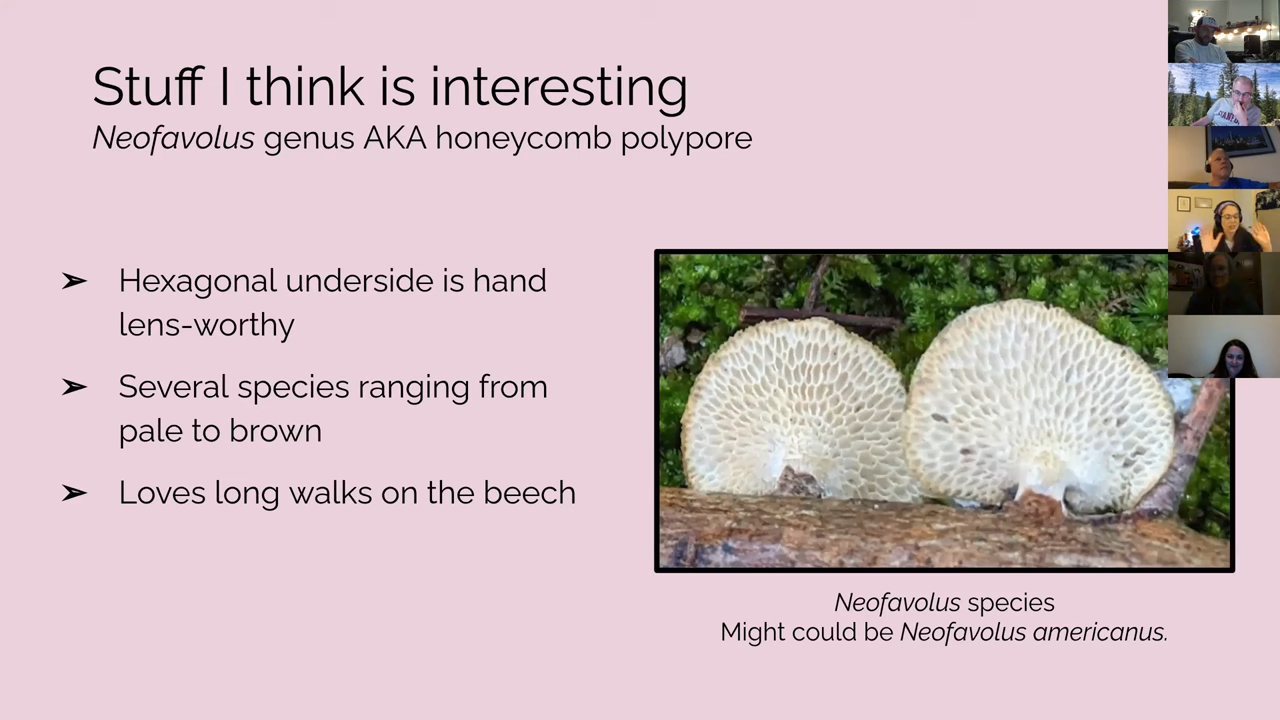 Stuff I think is interesting
Neofavolus genus AKA honeycomb polypore
➢ Hexagonal underside is hand
lens-worthy
➢ Several species ranging from
pale to brown
➢ Loves long walks on the beech
Neofavolus species
Might could be Neofavolus americanus.